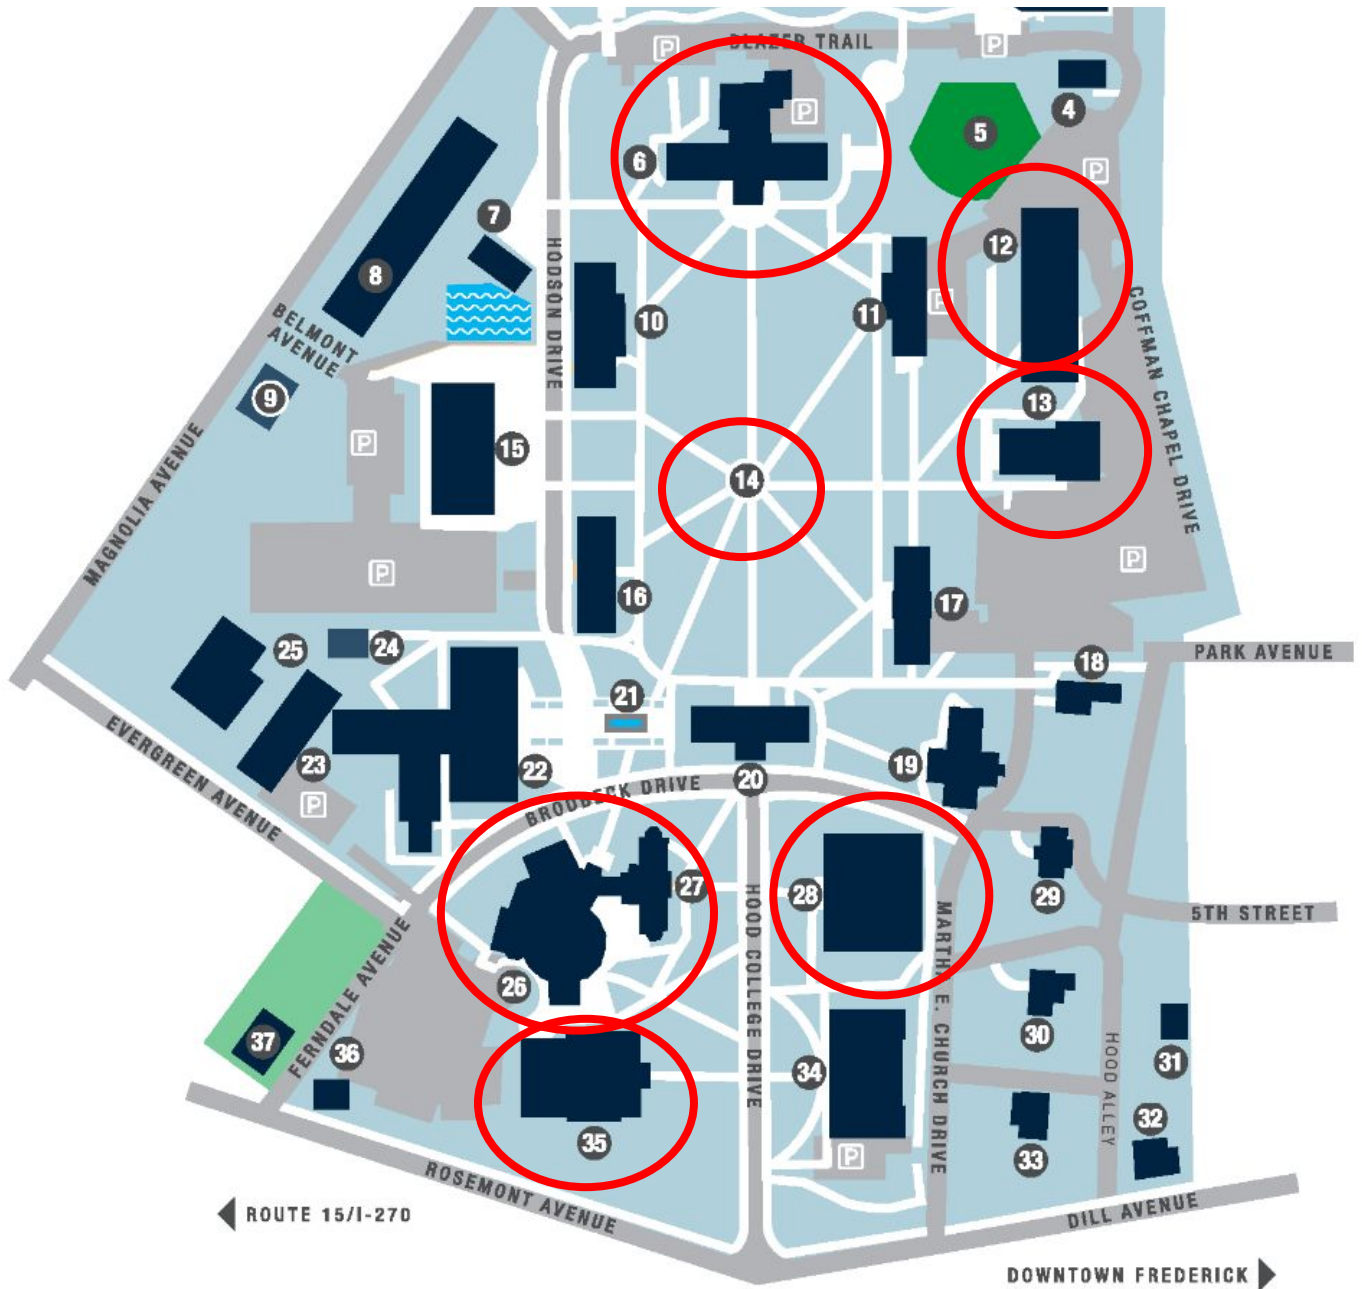 P
BLAZER TRAIL
P
4
P
5
6
P
7
12
8
HODSON DRIVE
COFFMAN CHAPEL DRIVE
BELMONT
AVENUE
10
11
P
9
13
MAGNOLIA AVENUE
P
15
14
P
P
16
17
25
24
PARK AVENUE
18
21
EVERGREEN AVENUE
23
22
20
19
P
BRODBECK DRIVE
27
28
29
HOOD COLLEGE DRIVE
MARTHA E. CHURCH DRIVE
5TH STREET
FERNDALE AVENUE
26
30
37
36
34
HOOD ALLEY
31
35
33
32
P
ROSEMONT AVENUE
ROUTE 15/I-270
DILL AVENUE
DOWNTOWN FREDERICK